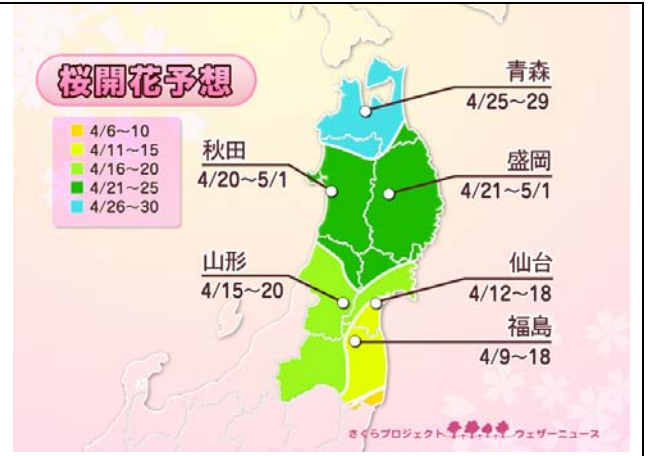 桜開花予想
4/6～10
4/11～15
4/16～20
4/21～25
4/26～30
青森
4/25～29
秋田
4/20～5/1
盛岡
4/21～5/1
山形
4/15～20
仙台
4/12～18
福島
4/9～18
さくらプロジェクト ウェザーニュース